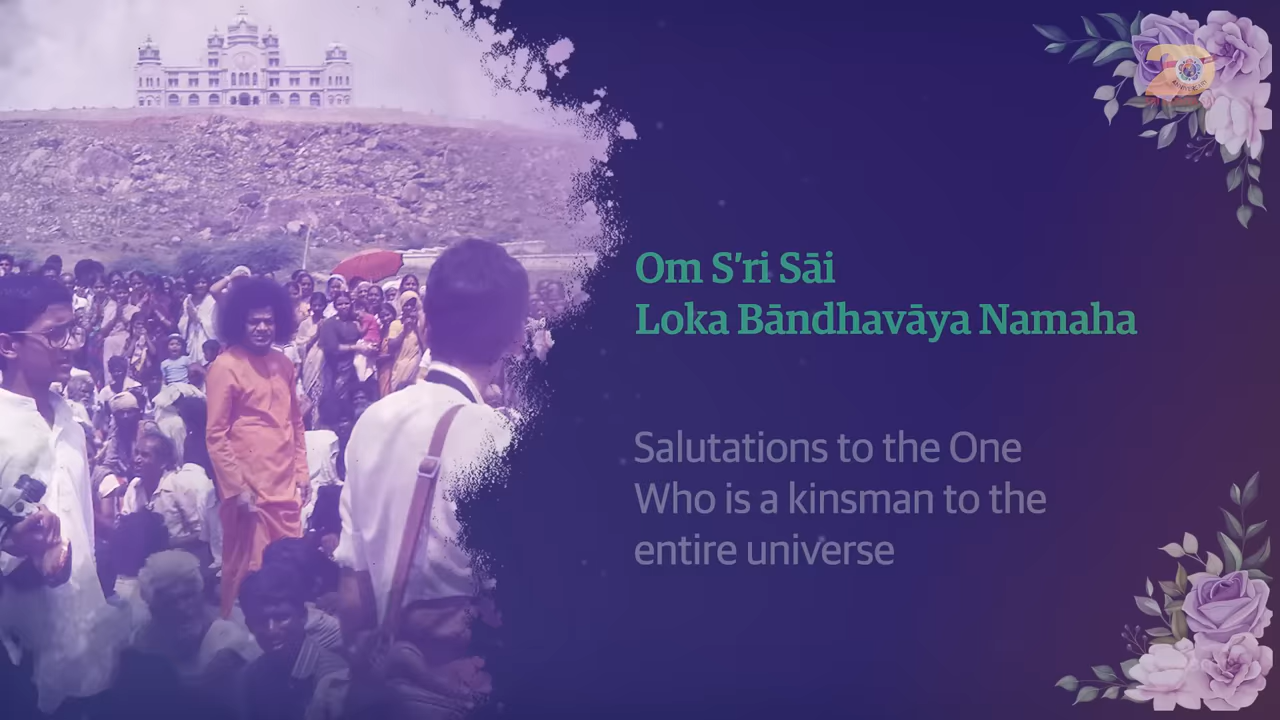 Om S’ri Sāi
Loka Bāndhavāya Namaha
Salutations to the One
Who is a kinsman to the
entire universe